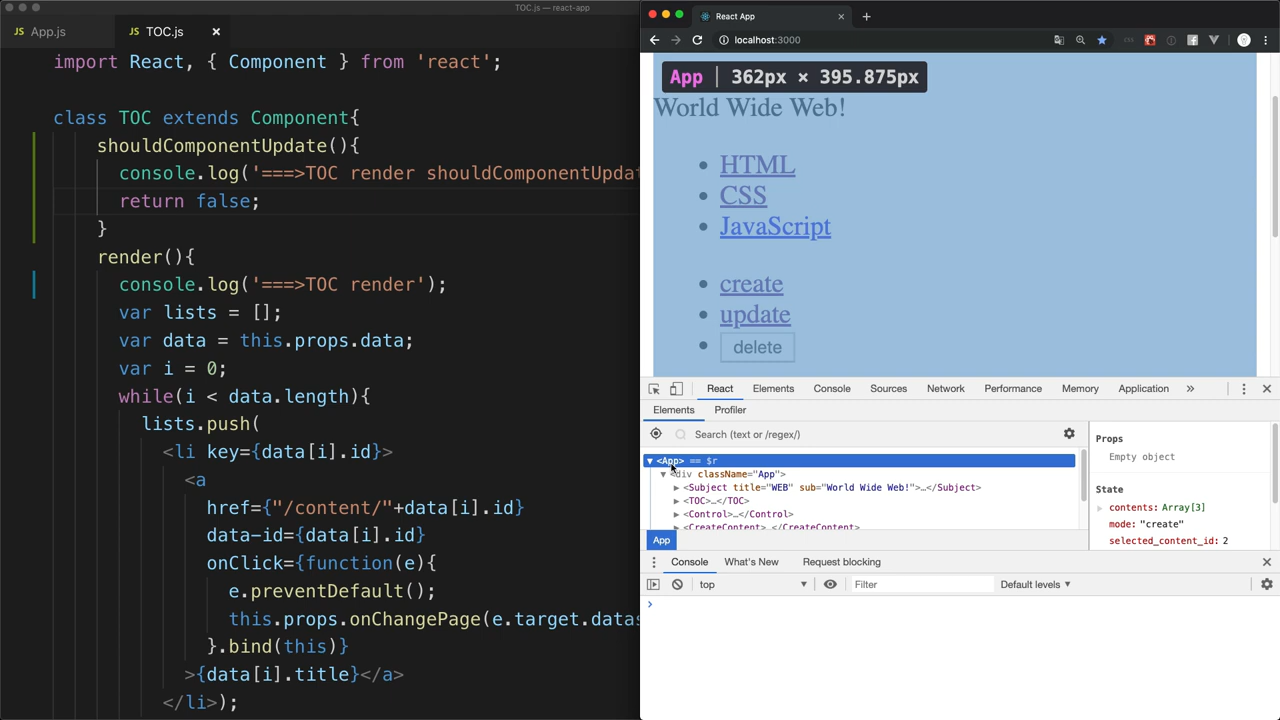 TOC.js — react-app
JS App.js
JS TOC.js ×
import React, { Component } from 'react';
class TOC extends Component{
shouldComponentUpdate(){
console.log('===>TOC render shouldComponentUpdat
return false;
}
render(){
console.log('===>TOC render');
var lists = [];
var data = this.props.data;
var i = 0;
while(i < data.length){
lists.push(
<li key={data[i].id}>
<a
href={"/content/"+data[i].id}
data-id={data[i].id}
onClick={function(e){
e.preventDefault();
this.props.onChangePage(e.target.datas
}.bind(this)}
>{data[i].title}</a>
</li>);
React App
localhost:3000
App | 362px × 395.875px
World Wide Web!
• HTML
• CSS
• JavaScript
• create
• update
• delete
React Elements Console Sources Network Performance Memory Application »
Elements Profiler
Search (text or /regex/)
▼ <App> == $r
▼ <div className="App">
▶ <Subject title="WEB" sub="World Wide Web!">…</Subject>
▶ <TOC>…</TOC>
▶ <Control>…</Control>
▶ <CreateContent>…</CreateContent>
App
Props
Empty object
State
▶ contents: Array[3]
mode: "create"
selected_content_id: 2
Console What's New Request blocking
top ▼ Filter Default levels ▼
>